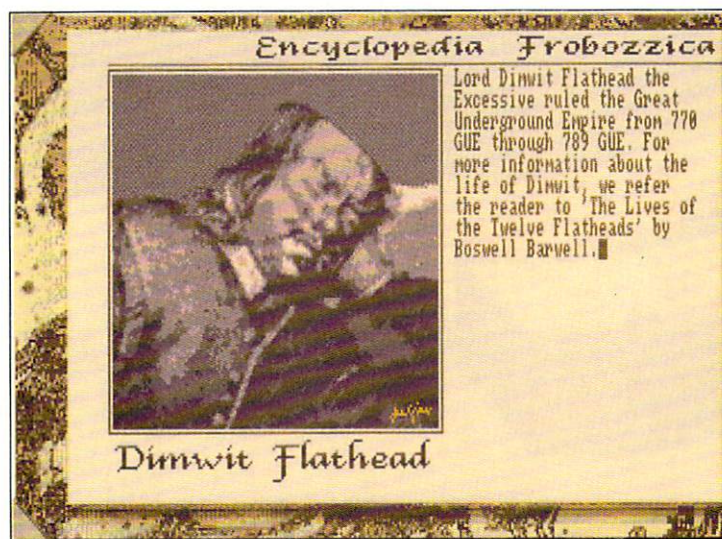 Encyclopedia Frobozzica
Lord Dimwit Flathead the
Excessive ruled the Great
Underground Empire from 770
GUE through 789 GUE. For
more information about the
life of Dimwit, we refer
the reader to 'The Lives of
the Twelve Flatheads' by
Boswell Barwell.
Dimwit Flathead